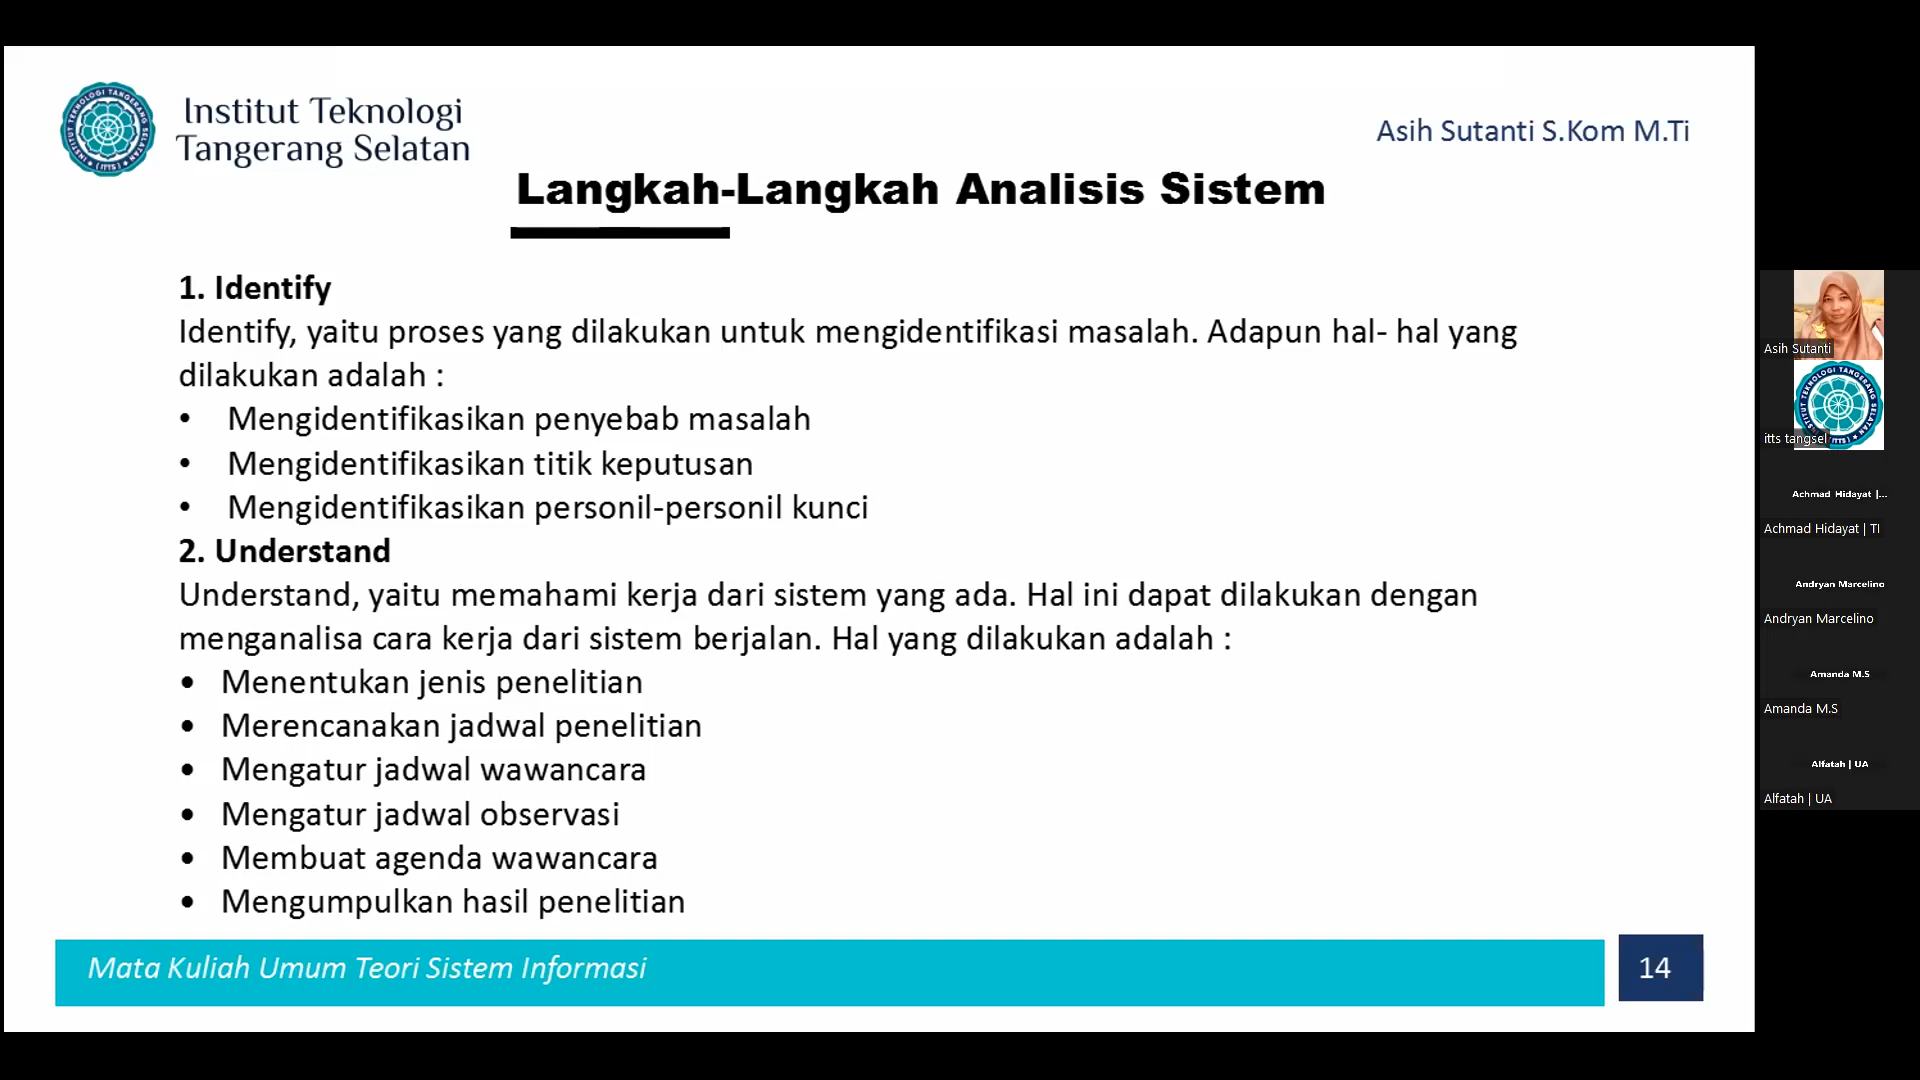 Institut Teknologi
Tangerang Selatan
Asih Sutanti S.Kom M.Ti
Langkah-Langkah Analisis Sistem
1. Identify
Identify, yaitu proses yang dilakukan untuk mengidentifikasi masalah. Adapun hal- hal yang
dilakukan adalah :
• Mengidentifikasikan penyebab masalah
• Mengidentifikasikan titik keputusan
• Mengidentifikasikan personil-personil kunci
2. Understand
Understand, yaitu memahami kerja dari sistem yang ada. Hal ini dapat dilakukan dengan
menganalisa cara kerja dari sistem berjalan. Hal yang dilakukan adalah :
• Menentukan jenis penelitian
• Merencanakan jadwal penelitian
• Mengatur jadwal wawancara
• Mengatur jadwal observasi
• Membuat agenda wawancara
• Mengumpulkan hasil penelitian
Mata Kuliah Umum Teori Sistem Informasi
14
Asih Sutanti
INSTITUT TEKNOLOGI TANGERANG SELATAN
(ITTS)
itts tangsel
Achmad Hidayat |...
Achmad Hidayat | TI
Andryan Marcelino
Andryan Marcelino
Amanda M.S
Amanda M.S
Alfatah | UA
Alfatah | UA